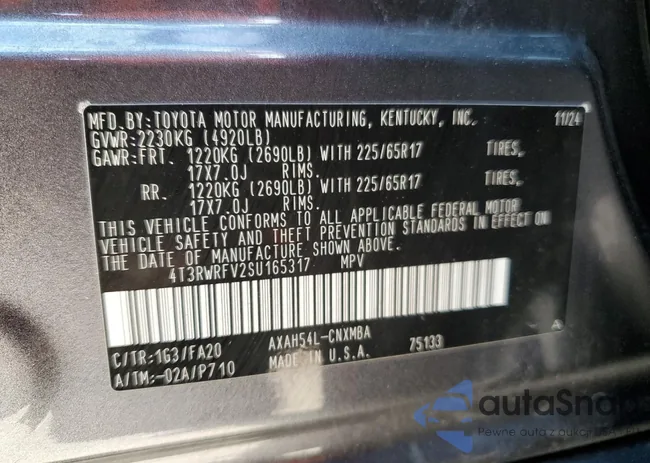 MFD. BY:TOYOTA MOTOR MANUFACTURING, KENTUCKY, INC. 11/24
GVWR:2230KG (4920LB)
GAWR:FRT. 1220KG (2690LB) WITH 225/65R17 TIRES,
17X7.0J RIMS.
RR. 1220KG (2690LB) WITH 225/65R17 TIRES,
17X7.0J RIMS.
THIS VEHICLE CONFORMS TO ALL APPLICABLE FEDERAL MOTOR
VEHICLE SAFETY AND THEFT PREVENTION STANDARDS IN EFFECT ON
THE DATE OF MANUFACTURE SHOWN ABOVE.
4T3RWRFV2SU165317 MPV
C/TR:1G3/FA20 AXAH54L-CNXMBA A
A/TM:-02A/P710 MADE IN U.S.A. 75133
autaSnap
Pewne auta z aukcji